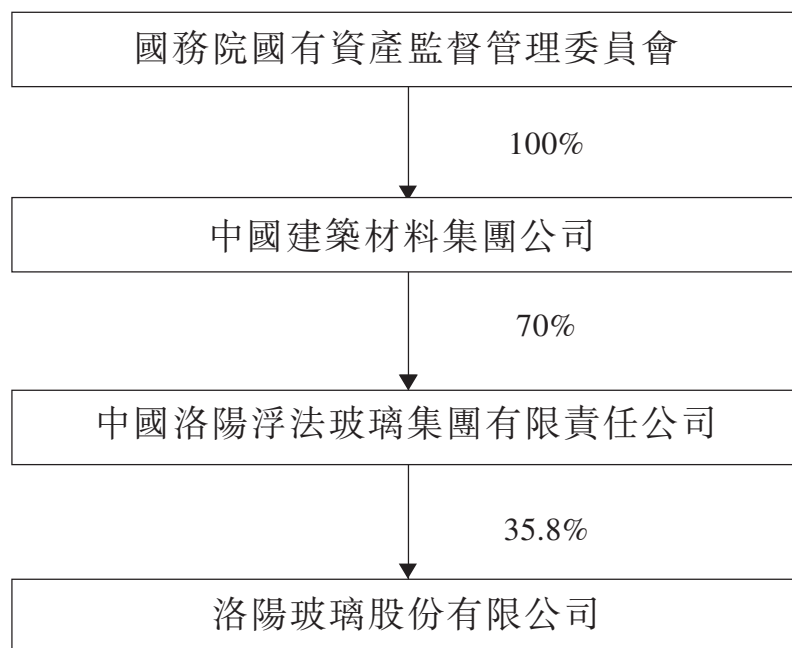 國務院國有資產監督管理委員會
100%
中國建築材料集團公司
70%
中國洛陽浮法玻璃集團有限責任公司
35.8%
洛陽玻璃股份有限公司